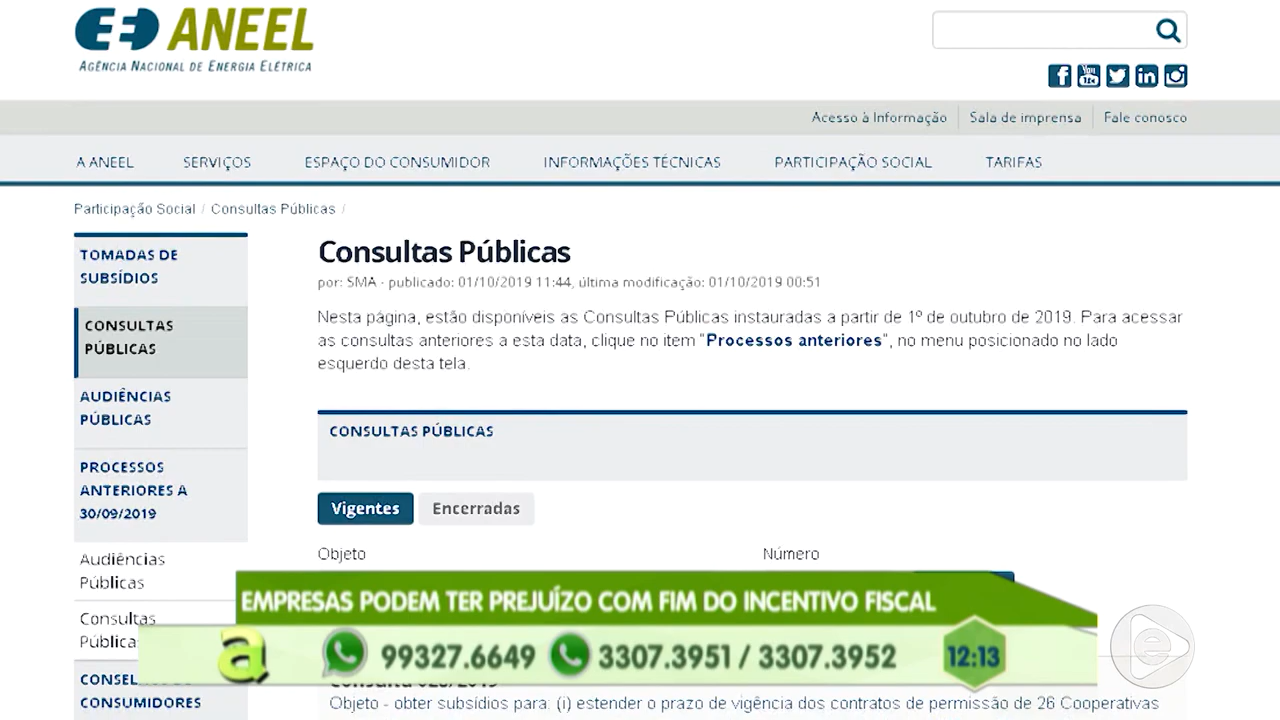 ANEEL
AGÊNCIA NACIONAL DE ENERGIA ELÉTRICA
Acesso à Informação
Sala de imprensa
Fale conosco
A ANEEL
SERVIÇOS
ESPAÇO DO CONSUMIDOR
INFORMAÇÕES TÉCNICAS
PARTICIPAÇÃO SOCIAL
TARIFAS
Participação Social / Consultas Públicas /
TOMADAS DE
SUBSÍDIOS
CONSULTAS
PÚBLICAS
AUDIÊNCIAS
PÚBLICAS
PROCESSOS
ANTERIORES A
30/09/2019
Audiências
Públicas
Consultas
Públicas
CONSUMIDORES
Consultas Públicas
por: SMA - publicado: 01/10/2019 11:44, última modificação: 01/10/2019 00:51
Nesta página, estão disponíveis as Consultas Públicas instauradas a partir de 1º de outubro de 2019. Para acessar
as consultas anteriores a esta data, clique no item "Processos anteriores", no menu posicionado no lado
esquerdo desta tela.
CONSULTAS PÚBLICAS
Vigentes
Encerradas
Objeto
Número
Objeto - obter subsídios para: (i) estender o prazo de vigência dos contratos de permissão de 26 Cooperativas
EMPRESAS PODEM TER PREJUÍZO COM FIM DO INCENTIVO FISCAL
a
99327.6649
3307.3951 / 3307.3952
12:13
e